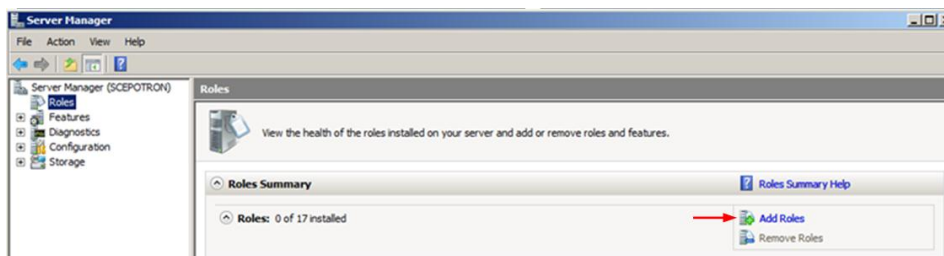 Server Manager
File Action View Help
Server Manager (SCEPOTRON)
Roles
Features
Diagnostics
Configuration
Storage
Roles
View the health of the roles installed on your server and add or remove roles and features.
Roles Summary
Roles Summary Help
Roles: 0 of 17 installed
Add Roles
Remove Roles